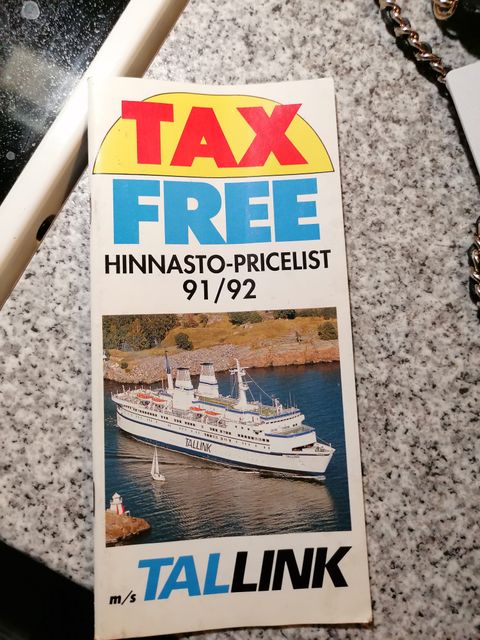 TAX
FREE
HINNASTO-PRICELIST
91/92
TALLINK
m/s TALLINK